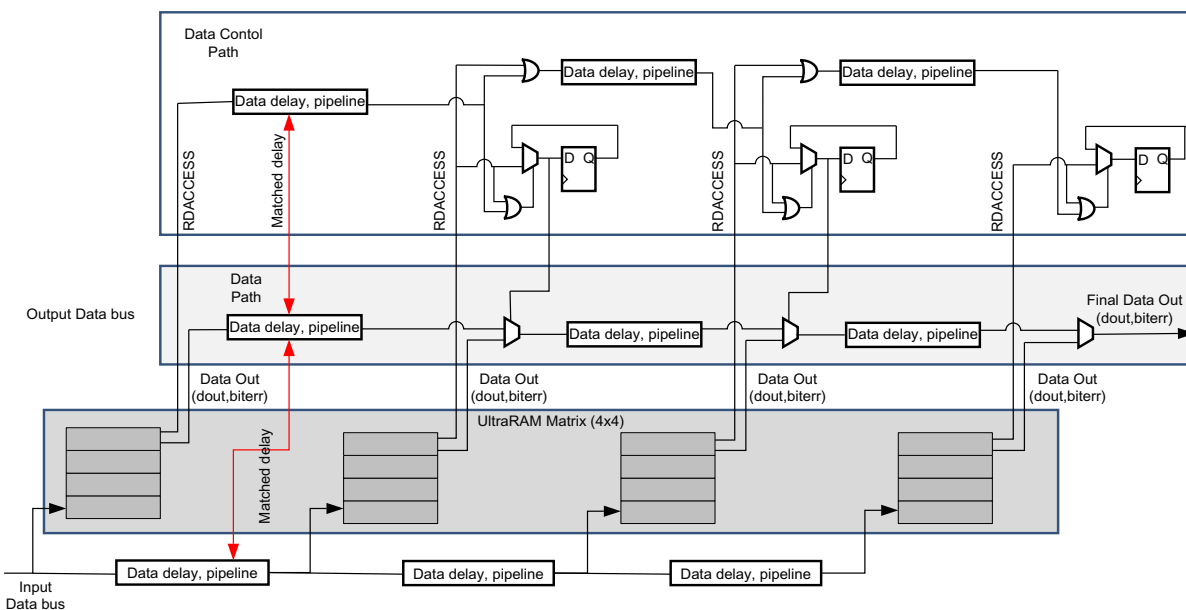 Data Contol
Path
Data delay, pipeline
Data delay, pipeline
Data delay, pipeline
D Q
D Q
D Q
RDACCESS
Matched delay
RDACCESS
RDACCESS
RDACCESS
Output Data bus
Data
Path
Data delay, pipeline
Data delay, pipeline
Data delay, pipeline
Final Data Out
(dout,biterr)
Data Out
(dout,biterr)
Data Out
(dout,biterr)
Data Out
(dout,biterr)
Data Out
(dout,biterr)
UltraRAM Matrix (4x4)
Matched delay
Input
Data bus
Data delay, pipeline
Data delay, pipeline
Data delay, pipeline